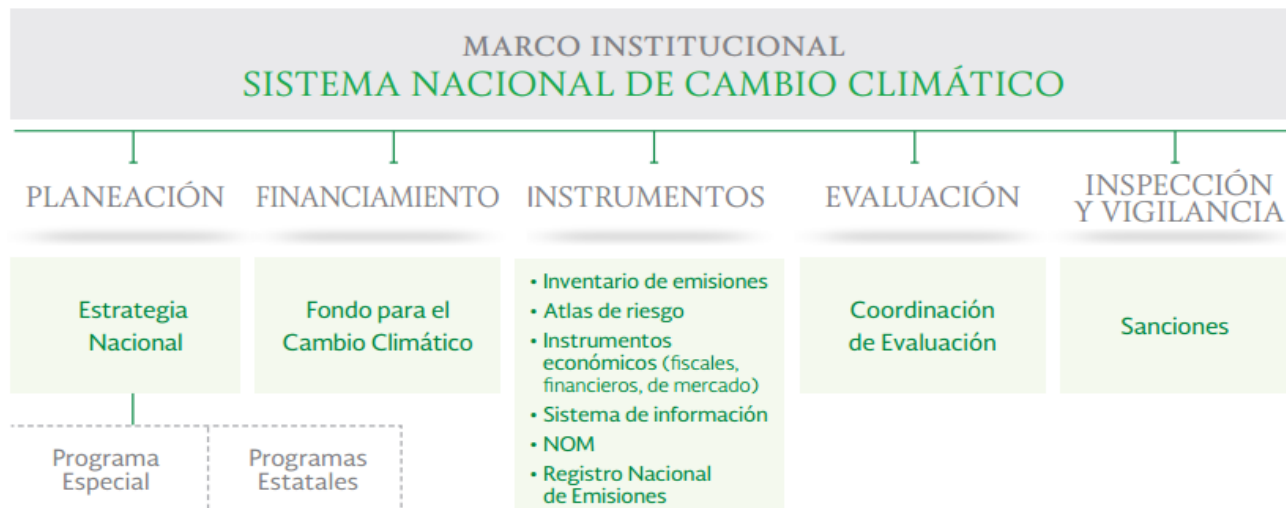 MARCO INSTITUCIONAL
SISTEMA NACIONAL DE CAMBIO CLIMÁTICO
PLANEACIÓN
FINANCIAMIENTO
INSTRUMENTOS
EVALUACIÓN
INSPECCIÓN
Y VIGILANCIA
Estrategia
Nacional
Fondo para el
Cambio Climático
• Inventario de emisiones
• Atlas de riesgo
• Instrumentos
económicos (fiscales,
financieros, de mercado)
• Sistema de información
• NOM
• Registro Nacional
de Emisiones
Coordinación
de Evaluación
Sanciones
Programa
Especial
Programas
Estatales